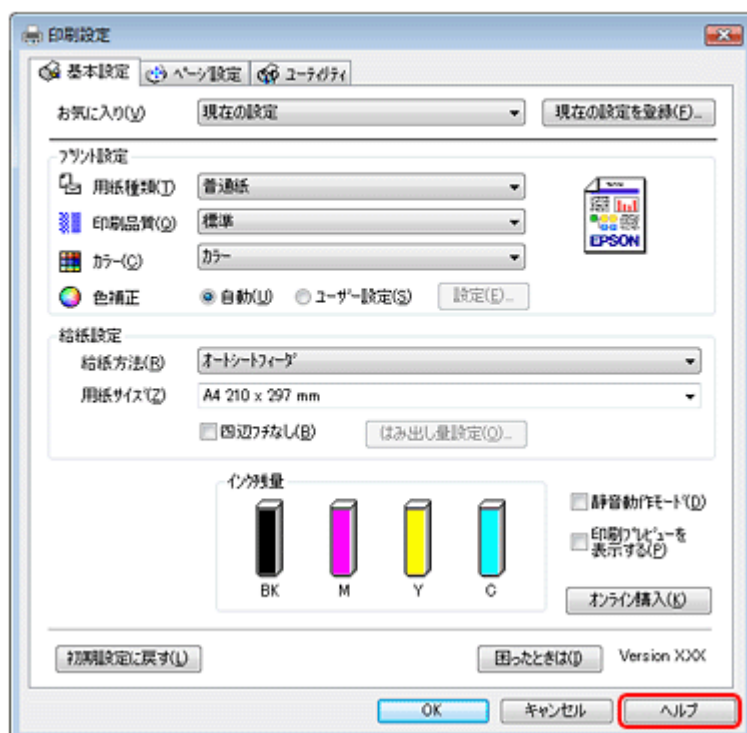 印刷設定
基本設定 ページ設定 ユーティリティ
お気に入り(V) 現在の設定 現在の設定を登録(F)...
プリント設定
用紙種類(T) 普通紙
印刷品質(Q) 標準
EPSON
カラー(C) カラー
色補正 自動(U) ユーザー設定(S) 設定(E)...
給紙設定
給紙方法(R) オートシートフィーダ
用紙サイズ(Z) A4 210 x 297 mm
四辺フチなし(B) はみ出し量設定(O)...
インク残量
静音動作モード(D)
印刷プレビューを
表示する(P)
BK M Y C
オンライン購入(K)
初期設定に戻す(L) 困ったときは(I) Version XXX
OK キャンセル ヘルプ